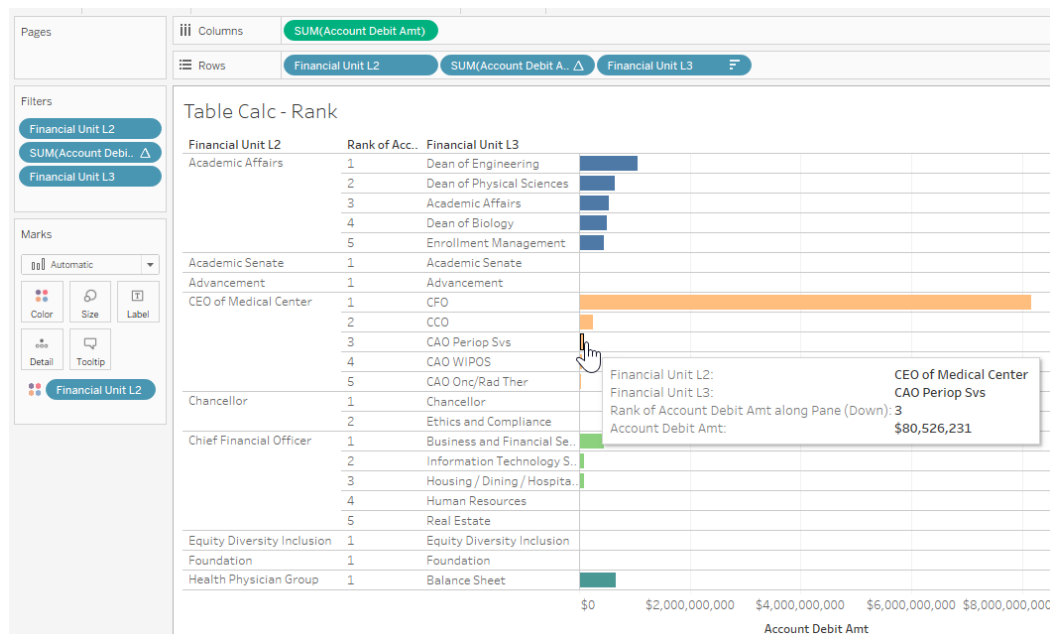 Pages
iii Columns SUM(Account Debit Amt)
Rows Financial Unit L2 SUM(Account Debit A.. △ Financial Unit L3
Filters
Financial Unit L2
SUM(Account Debi.. △
Financial Unit L3
Marks
Automatic
Color Size Label
Detail Tooltip
Financial Unit L2
Table Calc - Rank
Financial Unit L2 Rank of Acc.. Financial Unit L3
Academic Affairs 1 Dean of Engineering
2 Dean of Physical Sciences
3 Academic Affairs
4 Dean of Biology
5 Enrollment Management
Academic Senate 1 Academic Senate
Advancement 1 Advancement
CEO of Medical Center 1 CFO
2 CCO
3 CAO Periop Svs
4 CAO WIPOS
5 CAO Onc/Rad Ther
Chancellor 1 Chancellor
2 Ethics and Compliance
Chief Financial Officer 1 Business and Financial Se..
2 Information Technology S..
3 Housing / Dining / Hospita..
4 Human Resources
5 Real Estate
Equity Diversity Inclusion 1 Equity Diversity Inclusion
Foundation 1 Foundation
Health Physician Group 1 Balance Sheet
Financial Unit L2: CEO of Medical Center
Financial Unit L3: CAO Periop Svs
Rank of Account Debit Amt along Pane (Down): 3
Account Debit Amt: $80,526,231
$0 $2,000,000,000 $4,000,000,000 $6,000,000,000 $8,000,000,000
Account Debit Amt